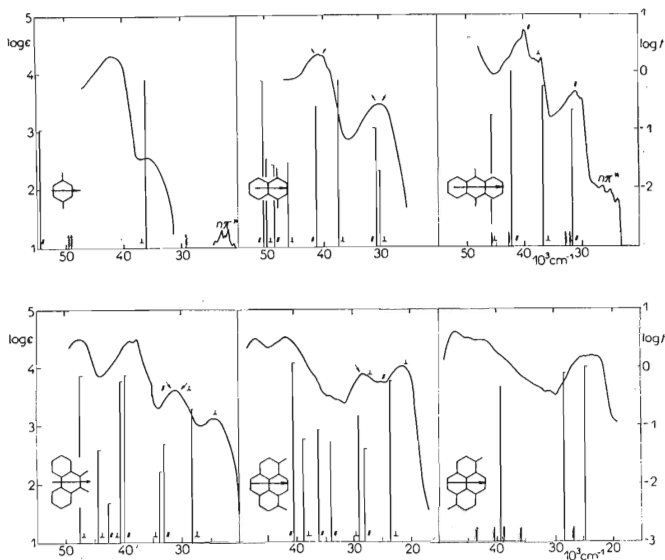 5 1
logε logf
4 0
3 -1
nπ*
2 -2
nπ*
∥ ⊥ ∥ ⊥ ∥ ⊥ ∥ ⊥ ⊥ ∥ ⊥ ∥
1
50 40 30 50 40 30 50 40 30 10³cm⁻¹
5 1
logε logf
4 0
∥ ⊥ ⊥ ⊥ ∥ ⊥
3 -1
2 -2
∥ ⊥ ∥ ⊥ ∥ ⊥ ∥ ⊥ ∥ ⊥ ∥ ⊥ ∥ ⊥ ∥ ⊥ ∥ ⊥
1 -3
50 40 30 40 30 20 40 30 20 10³cm⁻¹